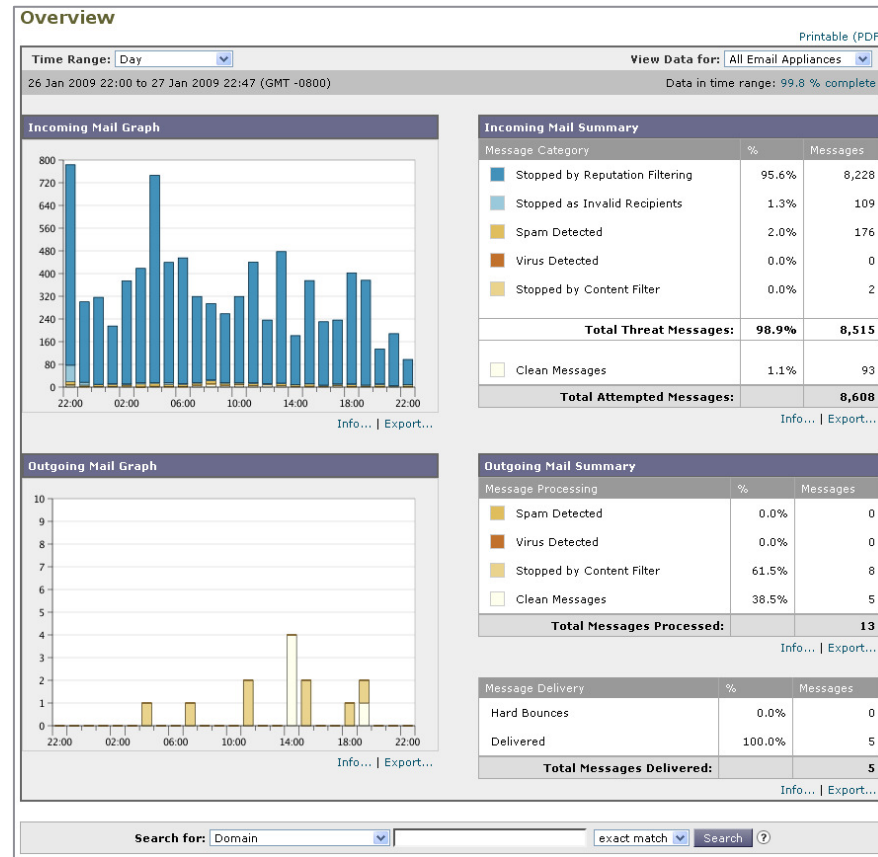 Overview
Printable (PDF
Time Range: Day View Data for: All Email Appliances
26 Jan 2009 22:00 to 27 Jan 2009 22:47 (GMT -0800) Data in time range: 99.8 % complete
Incoming Mail Graph
800
720
640
560
480
400
320
240
160
80
0
22:00 02:00 06:00 10:00 14:00 18:00 22:00
Info... | Export...
Incoming Mail Summary
Message Category % Messages
Stopped by Reputation Filtering 95.6% 8,228
Stopped as Invalid Recipients 1.3% 109
Spam Detected 2.0% 176
Virus Detected 0.0% 0
Stopped by Content Filter 0.0% 2
Total Threat Messages: 98.9% 8,515
Clean Messages 1.1% 93
Total Attempted Messages: 8,608
Info... | Export...
Outgoing Mail Graph
10
9
8
7
6
5
4
3
2
1
0
22:00 02:00 06:00 10:00 14:00 18:00 22:00
Info... | Export...
Outgoing Mail Summary
Message Processing % Messages
Spam Detected 0.0% 0
Virus Detected 0.0% 0
Stopped by Content Filter 61.5% 8
Clean Messages 38.5% 5
Total Messages Processed: 13
Info... | Export...
Message Delivery % Messages
Hard Bounces 0.0% 0
Delivered 100.0% 5
Total Messages Delivered: 5
Info... | Export...
Search for: Domain exact match Search ?